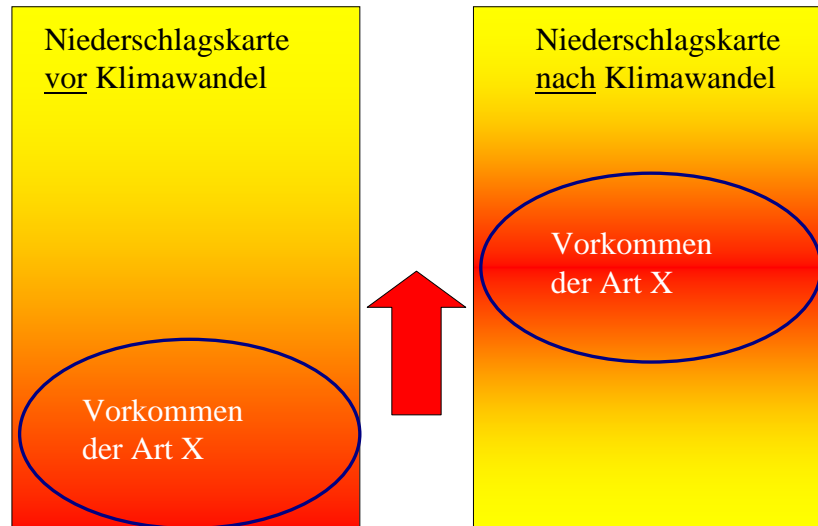 Niederschlagskarte
vor Klimawandel
Vorkommen
der Art X
Niederschlagskarte
nach Klimawandel
Vorkommen
der Art X